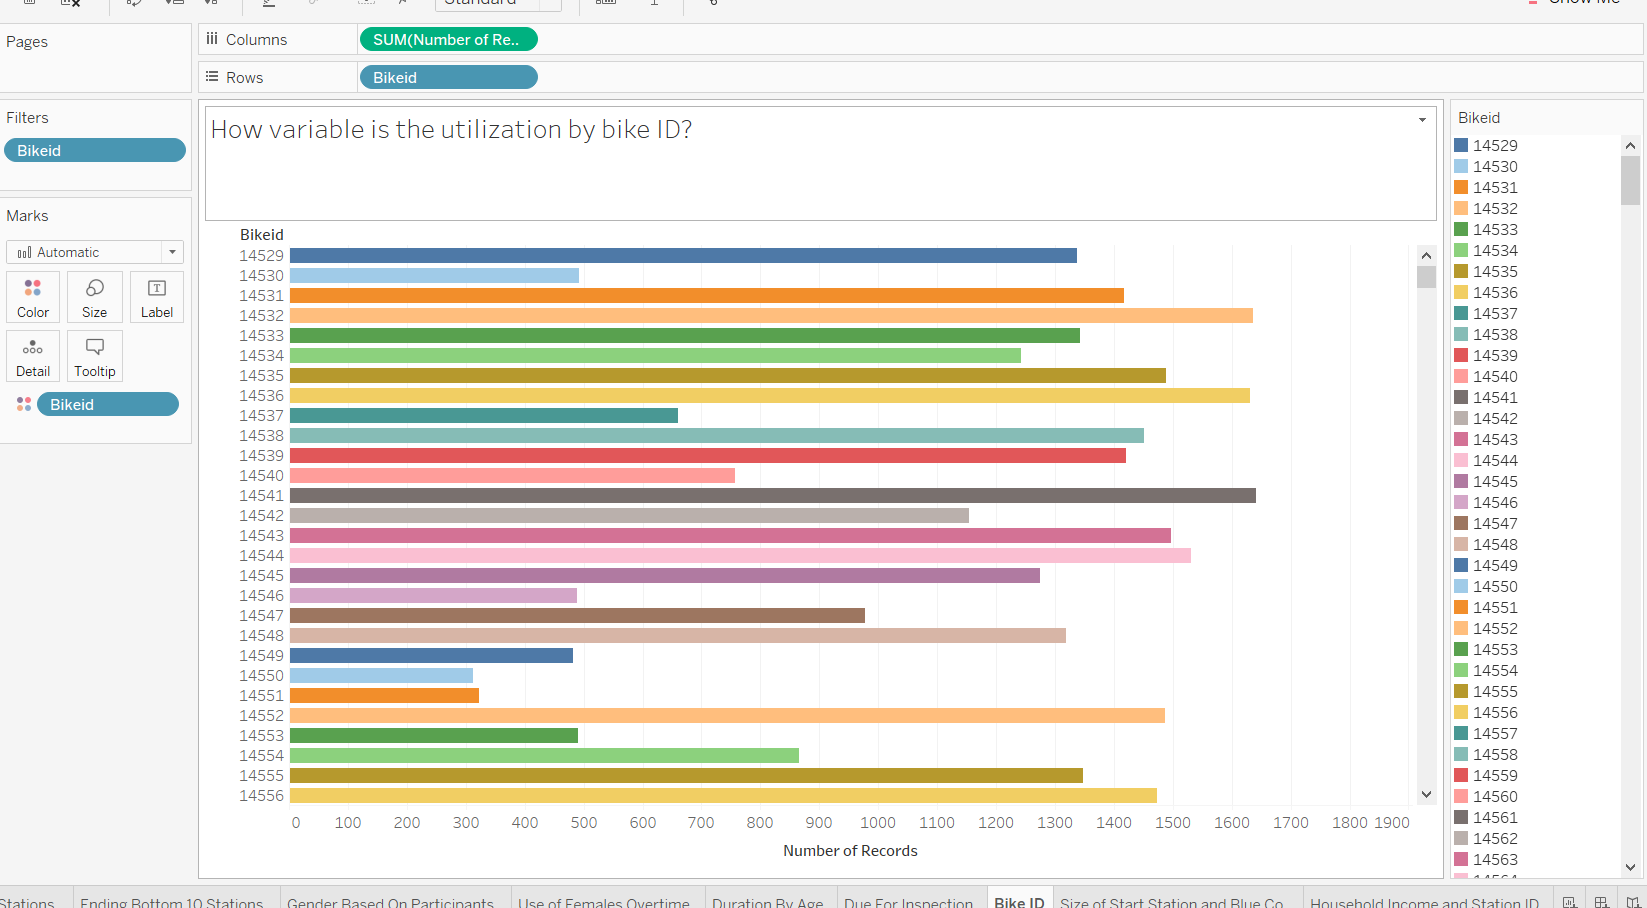 Standard
Show Me
Pages
Columns
SUM(Number of Re..
Rows
Bikeid
Filters
Bikeid
Marks
Automatic
Color
Size
Label
Detail
Tooltip
Bikeid
How variable is the utilization by bike ID?
Bikeid
14529
14530
14531
14532
14533
14534
14535
14536
14537
14538
14539
14540
14541
14542
14543
14544
14545
14546
14547
14548
14549
14550
14551
14552
14553
14554
14555
14556
0 100 200 300 400 500 600 700 800 900 1000 1100 1200 1300 1400 1500 1600 1700 1800 1900
Number of Records
Bikeid
14529
14530
14531
14532
14533
14534
14535
14536
14537
14538
14539
14540
14541
14542
14543
14544
14545
14546
14547
14548
14549
14550
14551
14552
14553
14554
14555
14556
14557
14558
14559
14560
14561
14562
14563
14564
Stations Ending Bottom 10 Stations Gender Based On Participants Use of Females Overtime Duration By Age Due For Inspection Bike ID Size of Start Station and Blue Co... Household Income and Station ID